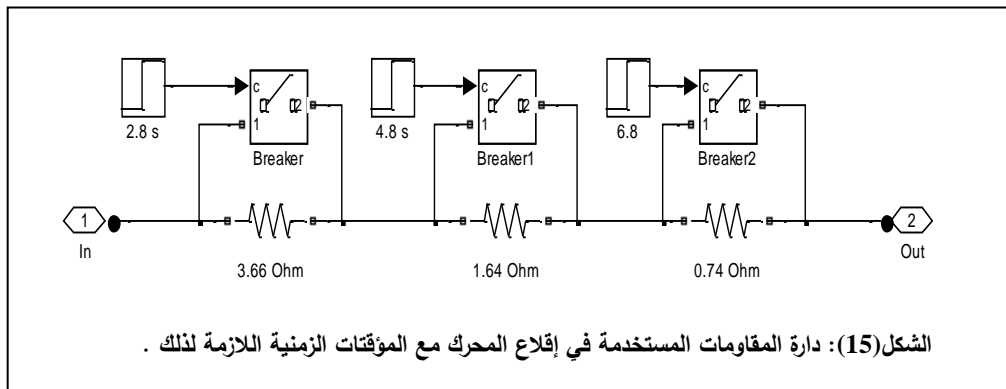 c
2
1
c
2
1
c
2
1
2.8 s
4.8 s
6.8
Breaker
Breaker1
Breaker2
1
2
In
Out
3.66 Ohm
1.64 Ohm
0.74 Ohm
الشكل(15): دارة المقاومات المستخدمة في إقلاع المحرك مع المؤقتات الزمنية اللازمة لذلك .